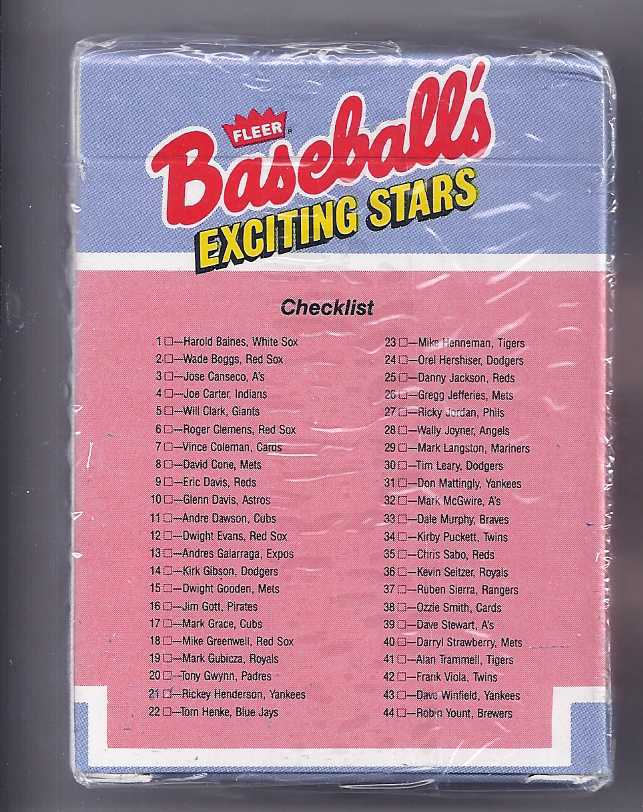 FLEER®
Baseball's
EXCITING STARS
Checklist
1 □—Harold Baines, White Sox
2 □—Wade Boggs, Red Sox
3 □—Jose Canseco, A's
4 □—Joe Carter, Indians
5 □—Will Clark, Giants
6 □—Roger Clemens, Red Sox
7 □—Vince Coleman, Cards
8 □—David Cone, Mets
9 □—Eric Davis, Reds
10 □—Glenn Davis, Astros
11 □—Andre Dawson, Cubs
12 □—Dwight Evans, Red Sox
13 □—Andres Galarraga, Expos
14 □—Kirk Gibson, Dodgers
15 □—Dwight Gooden, Mets
16 □—Jim Gott, Pirates
17 □—Mark Grace, Cubs
18 □—Mike Greenwell, Red Sox
19 □—Mark Gubicza, Royals
20 □—Tony Gwynn, Padres
21 □—Rickey Henderson, Yankees
22 □—Tom Henke, Blue Jays
23 □—Mike Henneman, Tigers
24 □—Orel Hershiser, Dodgers
25 □—Danny Jackson, Reds
26 □—Gregg Jefferies, Mets
27 □—Ricky Jordan, Phils
28 □—Wally Joyner, Angels
29 □—Mark Langston, Mariners
30 □—Tim Leary, Dodgers
31 □—Don Mattingly, Yankees
32 □—Mark McGwire, A's
33 □—Dale Murphy, Braves
34 □—Kirby Puckett, Twins
35 □—Chris Sabo, Reds
36 □—Kevin Seitzer, Royals
37 □—Ruben Sierra, Rangers
38 □—Ozzie Smith, Cards
39 □—Dave Stewart, A's
40 □—Darryl Strawberry, Mets
41 □—Alan Trammell, Tigers
42 □—Frank Viola, Twins
43 □—Dave Winfield, Yankees
44 □—Robin Yount, Brewers